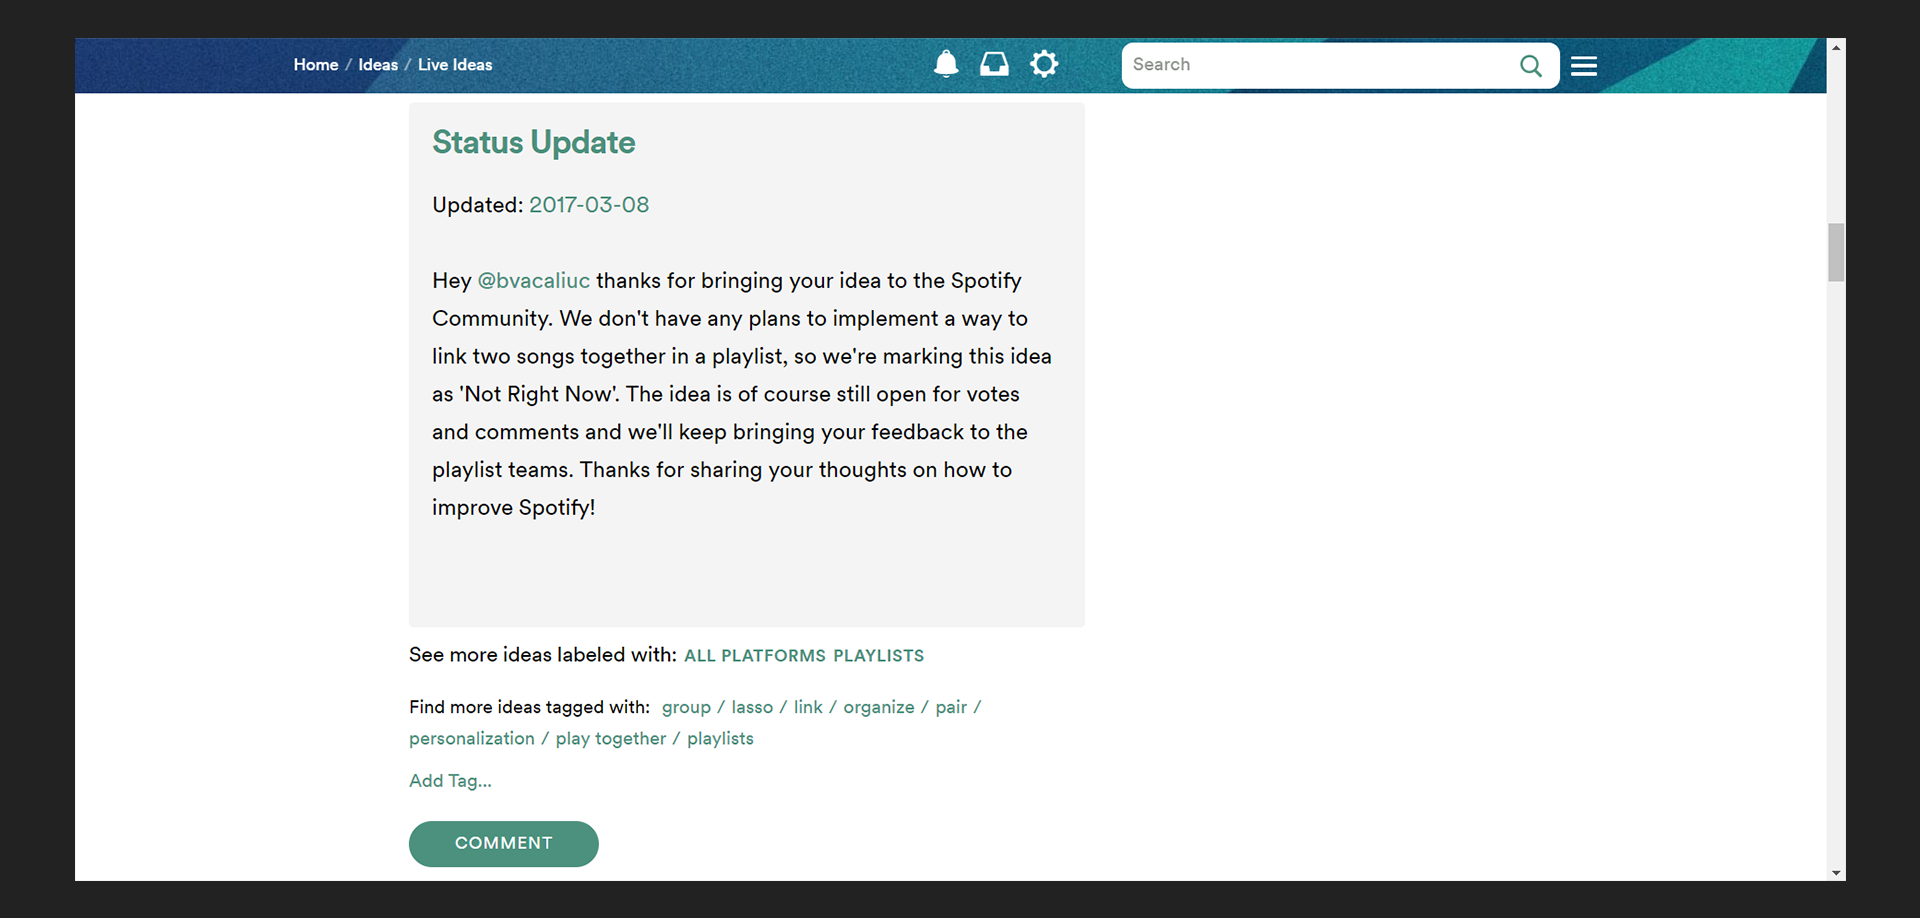 Home / Ideas / Live Ideas
Search
Status Update
Updated: 2017-03-08
Hey @bvacaliuc thanks for bringing your idea to the Spotify
Community. We don't have any plans to implement a way to
link two songs together in a playlist, so we're marking this idea
as 'Not Right Now'. The idea is of course still open for votes
and comments and we'll keep bringing your feedback to the
playlist teams. Thanks for sharing your thoughts on how to
improve Spotify!
See more ideas labeled with: ALL PLATFORMS PLAYLISTS
Find more ideas tagged with: group / lasso / link / organize / pair /
personalization / play together / playlists
Add Tag...
COMMENT